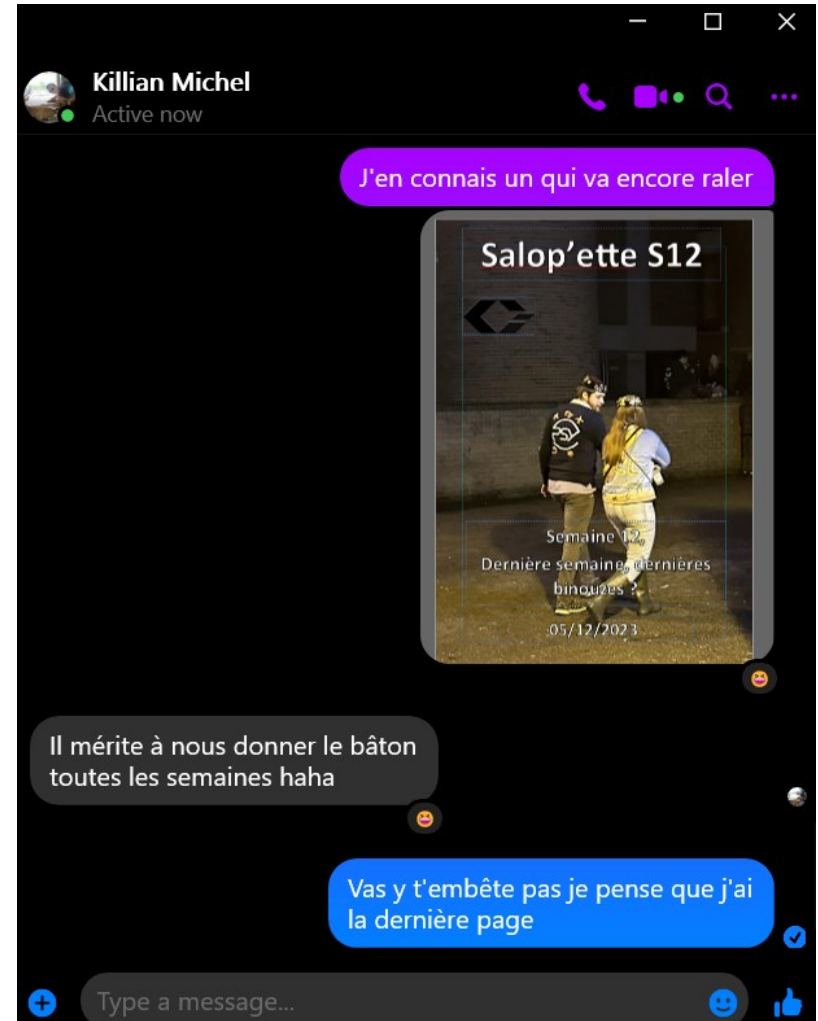 Killian Michel
Active now
J'en connais un qui va encore raler
Salop'ette S12
Semaine 12,
Dernière semaine, dernières
binouzes ?
05/12/2023
Il mérite à nous donner le bâton
toutes les semaines haha
Vas y t'embête pas je pense que j'ai
la dernière page
Type a message...